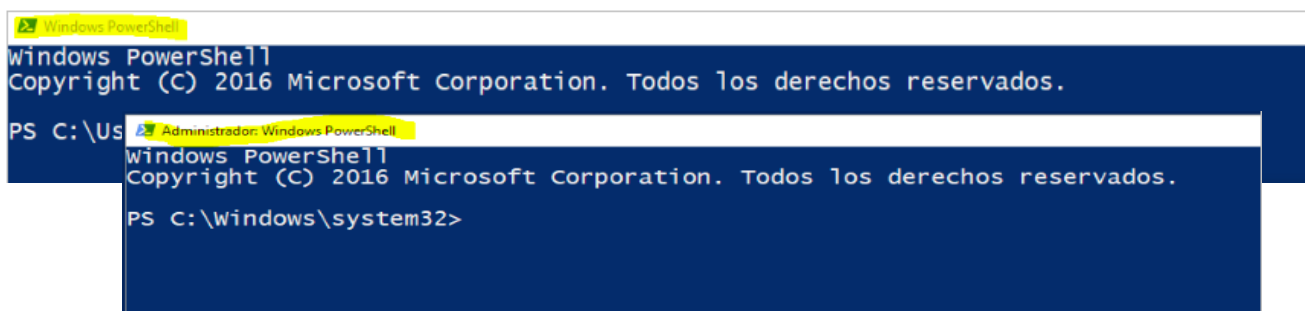 Windows PowerShell
Windows PowerShell
Copyright (C) 2016 Microsoft Corporation. Todos los derechos reservados.
PS C:\Us
Administrador: Windows PowerShell
Windows PowerShell
Copyright (C) 2016 Microsoft Corporation. Todos los derechos reservados.
PS C:\Windows\system32>